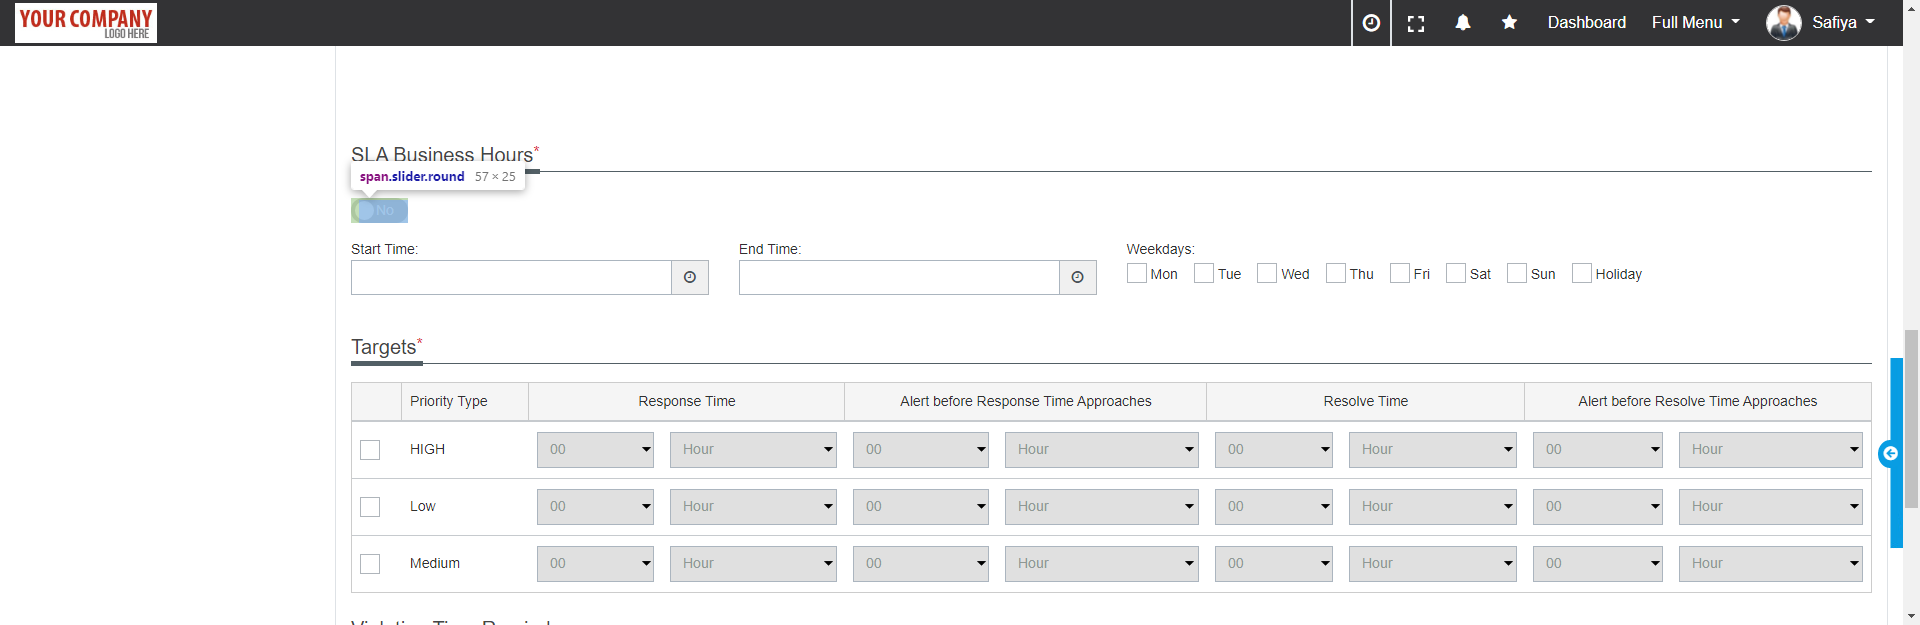 YOUR COMPANY
LOGO HERE
Dashboard
Full Menu
Safiya
SLA Business Hours*
span.slider.round 57 × 25
No
Start Time:
End Time:
Weekdays:
Mon Tue Wed Thu Fri Sat Sun Holiday
Targets*
Priority Type Response Time Alert before Response Time Approaches Resolve Time Alert before Resolve Time Approaches
HIGH 00 Hour 00 Hour 00 Hour 00 Hour
Low 00 Hour 00 Hour 00 Hour 00 Hour
Medium 00 Hour 00 Hour 00 Hour 00 Hour